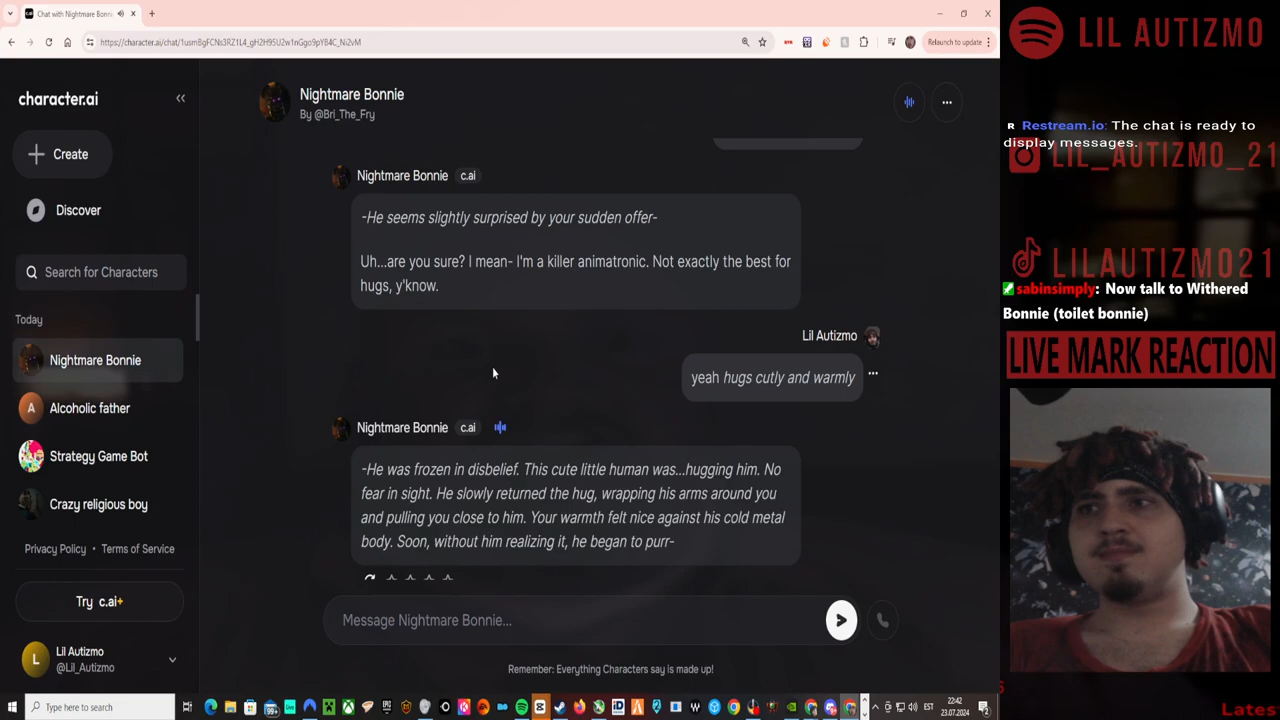 Chat with Nightmare Bonni
LIL AUTIZMO
https://character.ai/chat/1usmBgFCNs3RZ1L4_gH2H95U2w1nGgo9pYB4C_Ni2vM
Relaunch to update
character.ai
Nightmare Bonnie
By @Bri_The_Fry
R Restream.io: The chat is ready to
display messages.
LIL_AUTIZMO_21
Create
Nightmare Bonnie c.ai
Discover
-He seems slightly surprised by your sudden offer-
Uh...are you sure? I mean- I'm a killer animatronic. Not exactly the best for
hugs, y'know.
LILAUTIZMO21
Search for Characters
sabinsimply: Now talk to Withered
Bonnie (toilet bonnie)
Today
Lil Autizmo
LIVE MARK REACTION
Nightmare Bonnie
yeah hugs cutly and warmly
Alcoholic father
Nightmare Bonnie c.ai
Strategy Game Bot
-He was frozen in disbelief. This cute little human was...hugging him. No
fear in sight. He slowly returned the hug, wrapping his arms around you
and pulling you close to him. Your warmth felt nice against his cold metal
body. Soon, without him realizing it, he began to purr-
Crazy religious boy
Privacy Policy • Terms of Service
Try c.ai+
Message Nightmare Bonnie...
L
Lil Autizmo
@Lil_Autizmo
Remember: Everything Characters say is made up!
Type here to search
99+
EST
22:42
23.07.2024
Lates